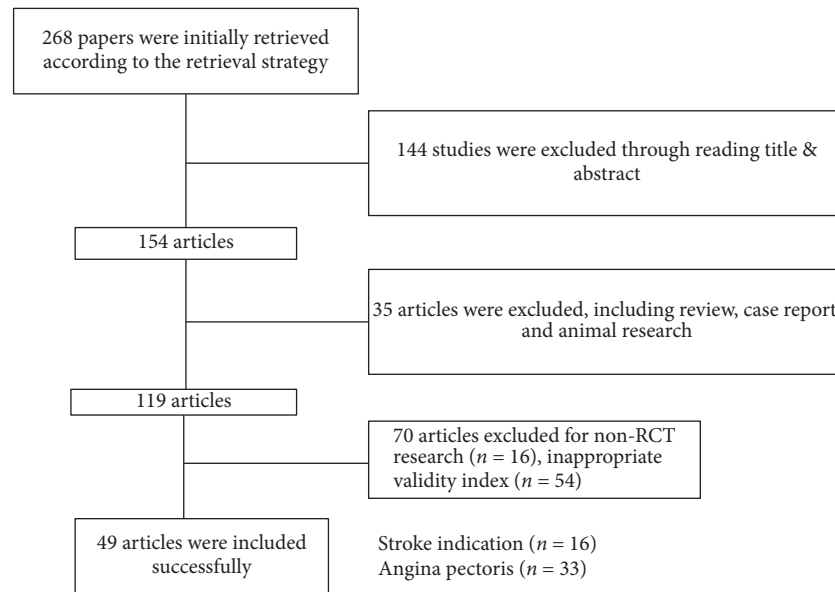 268 papers were initially retrieved
according to the retrieval strategy
144 studies were excluded through reading title &
abstract
154 articles
35 articles were excluded, including review, case report
and animal research
119 articles
70 articles excluded for non-RCT
research (n = 16), inappropriate
validity index (n = 54)
49 articles were included
successfully
Stroke indication (n = 16)
Angina pectoris (n = 33)